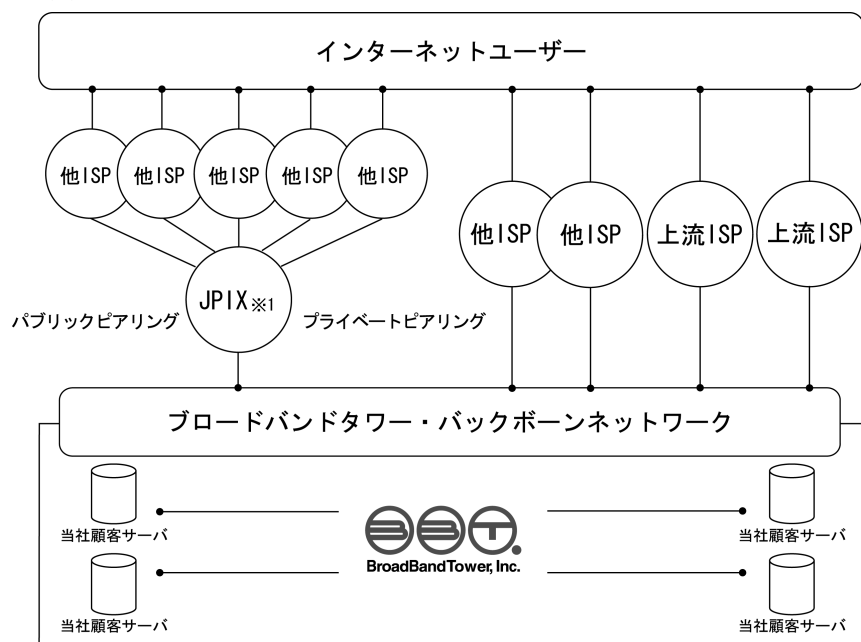 インターネットユーザー
他ISP 他ISP 他ISP 他ISP 他ISP
他ISP 他ISP 上流ISP 上流ISP
JPIX※1
パブリックピアリング プライベートピアリング
ブロードバンドタワー・バックボーンネットワーク
当社顧客サーバ 当社顧客サーバ
BBT.
BroadBandTower, Inc.
当社顧客サーバ 当社顧客サーバ